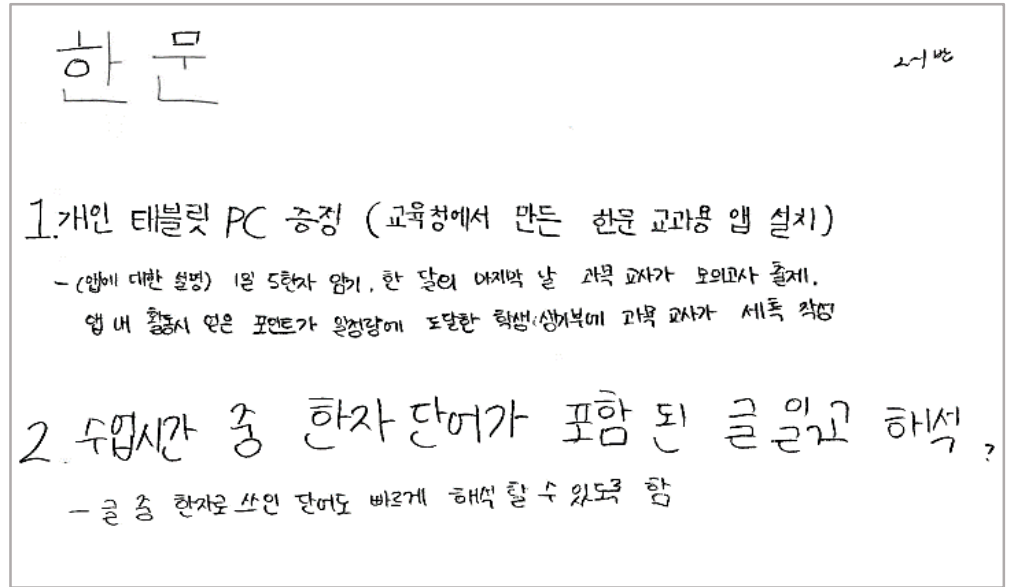 한문
2-1반
1. 개인 태블릿 PC 증정 (교육청에서 만든 한문 교과용 앱 설치)
- (앱에 대한 설명) 1일 5한자 암기, 한 달의 마지막 날 과목 교사가 모의고사 출제.
앱 내 활동시 얻은 포인트가 일정량에 도달한 학생 생기부에 과목 교사가 세특 작성
2. 수업시간 중 한자 단어가 포함 된 글 읽고 해석.
?
- 글 중 한자로 쓰인 단어도 빠르게 해석 할 수 있도록 함